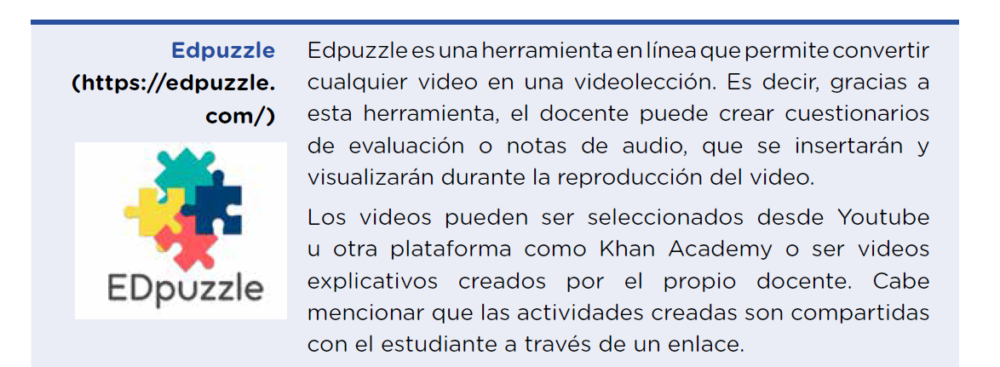 Edpuzzle
(https://edpuzzle.
com/)
EDpuzzle
Edpuzzle es una herramienta en línea que permite convertir
cualquier video en una videolección. Es decir, gracias a
esta herramienta, el docente puede crear cuestionarios
de evaluación o notas de audio, que se insertarán y
visualizarán durante la reproducción del video.
Los videos pueden ser seleccionados desde Youtube
u otra plataforma como Khan Academy o ser videos
explicativos creados por el propio docente. Cabe
mencionar que las actividades creadas son compartidas
con el estudiante a través de un enlace.